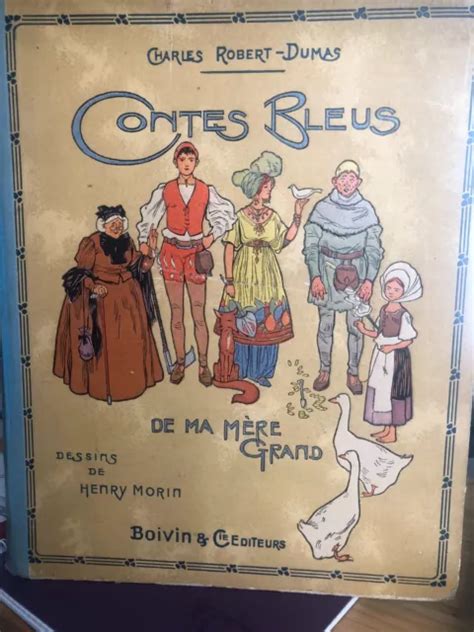 CHARLES ROBERT-DUMAS
CONTES BLEUS
DE MA MÈRE
GRAND
DESSINS
DE
HENRY MORIN
BOIVIN & CIE EDITEURS